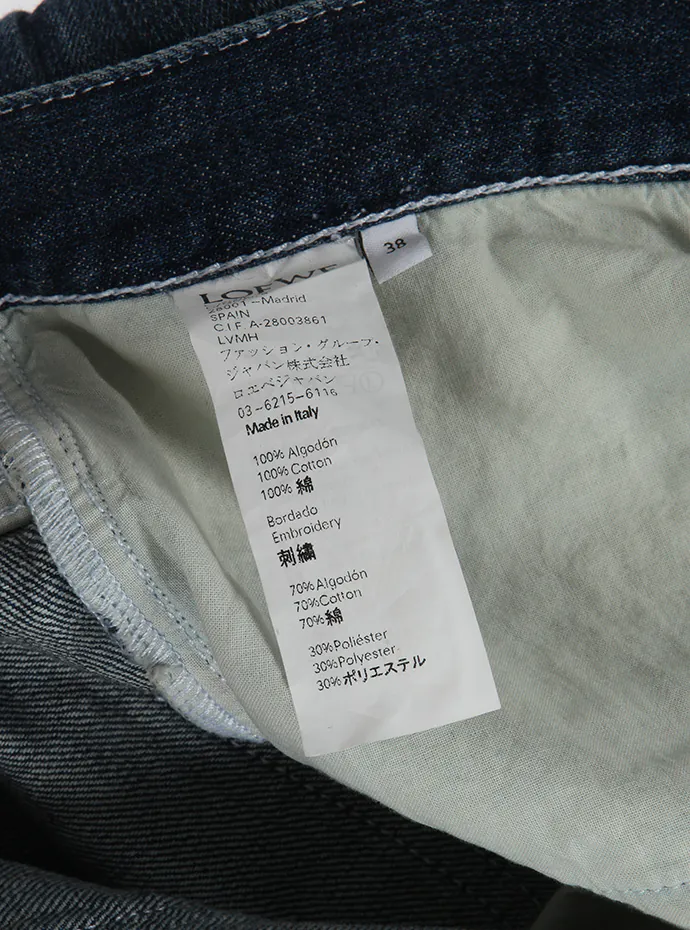 38
LOEWE
28001-Madrid
SPAIN
C.I.F. A-28003861
LVMH
ファッション・グループ・
ジャパン株式会社
ロエベジャパン
03-6215-6116
Made in Italy
100% Algodón
100% Cotton
100% 綿
Bordado
Embroidery
刺繍
70%Algodón
70%Cotton
70%綿
30%Poliéster
30%Polyester
30%ポリエステル